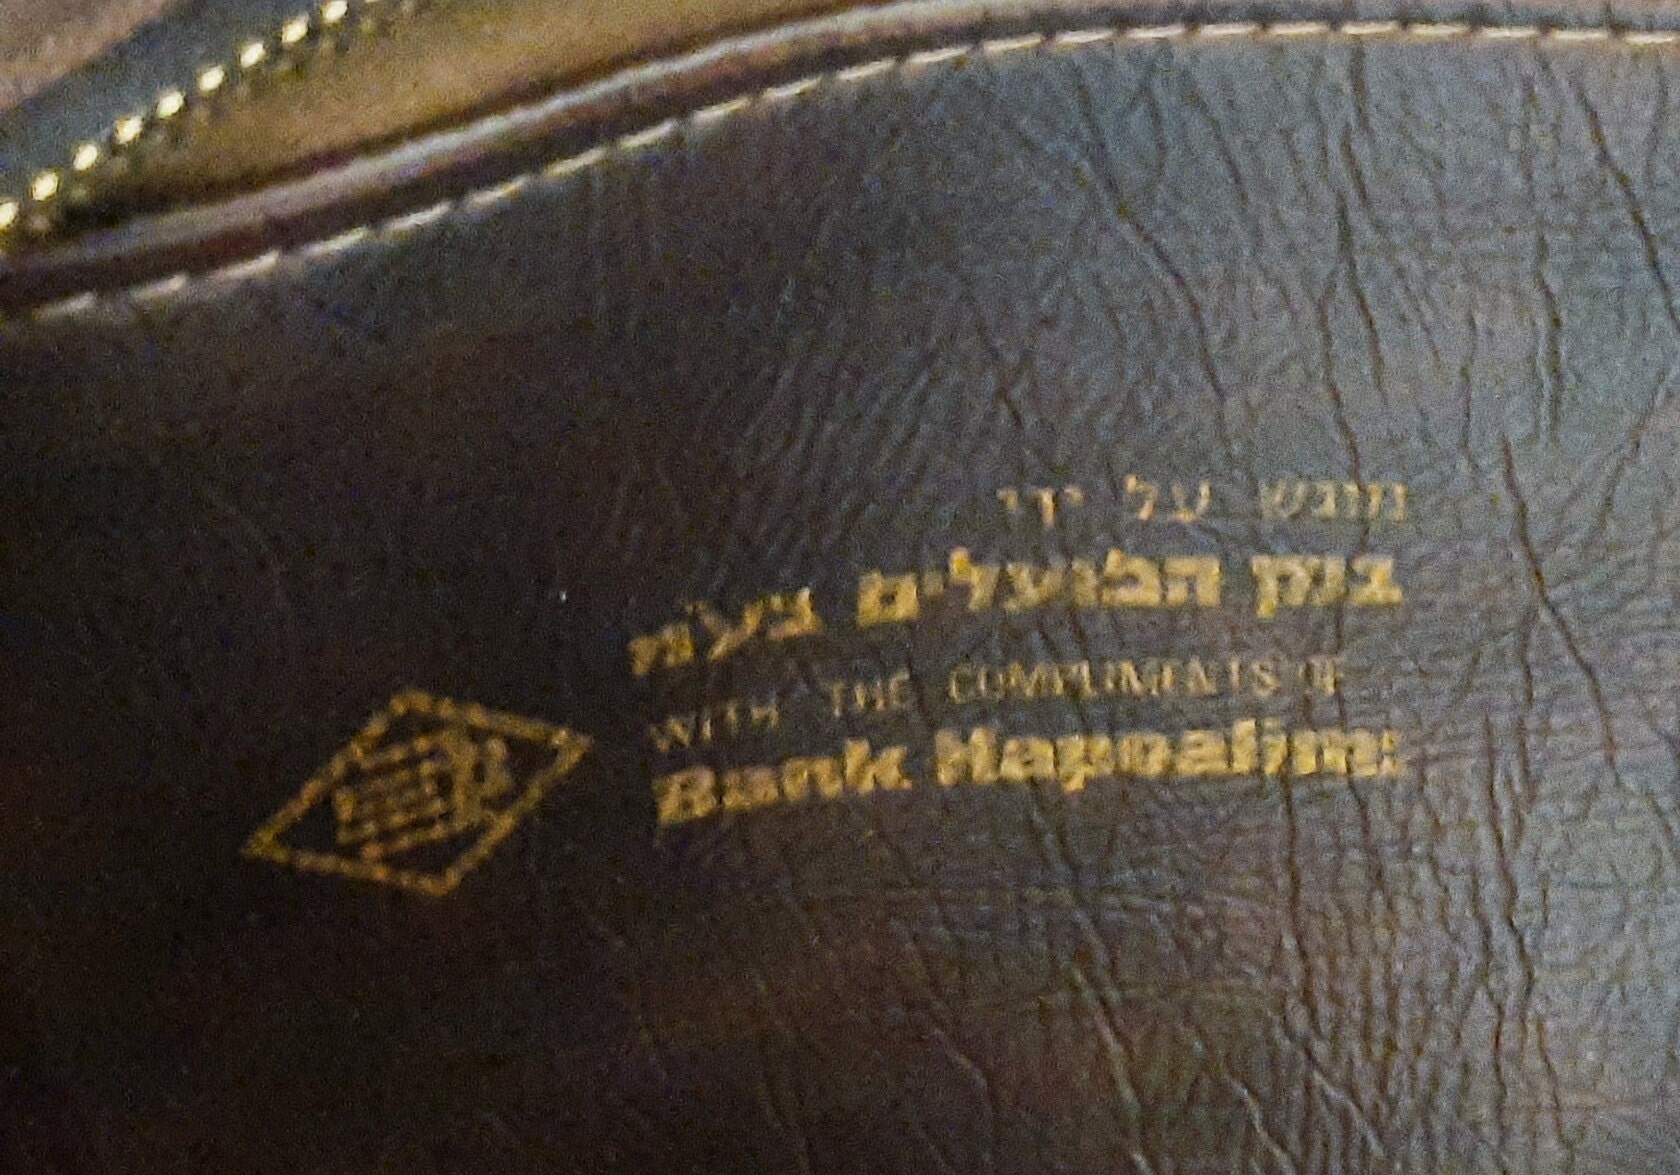 מוגש על ידי
בנק הפועלים בע"מ
WITH THE COMPLIMENTS OF
Bank Hapoalim